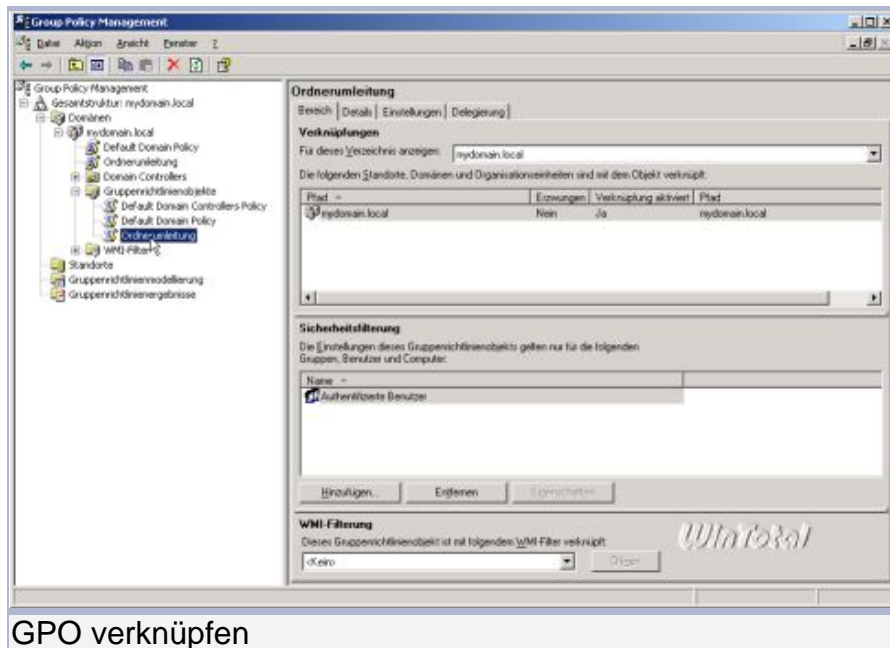 Group Policy Management
Datei Aktion Ansicht Fenster ?
Group Policy Management
Gesamtstruktur: mydomain.local
Domänen
mydomain.local
Default Domain Policy
Ordnerumleitung
Domain Controllers
Gruppenrichtlinienobjekte
Default Domain Controllers Policy
Default Domain Policy
Ordnerumleitung
WMI-Filter
Standorte
Gruppenrichtlinienmodellierung
Gruppenrichtlinienergebnisse
Ordnerumleitung
Bereich Details Einstellungen Delegierung
Verknüpfungen
Für dieses Verzeichnis anzeigen: mydomain.local
Die folgenden Standorte, Domänen und Organisationseinheiten sind mit dem Objekt verknüpft:
Pfad Erzwungen Verknüpfung aktiviert Pfad
mydomain.local Nein Ja mydomain.local
Sicherheitsfilterung
Die Einstellungen dieses Gruppenrichtlinienobjekts gelten nur für die folgenden
Gruppen, Benutzer und Computer:
Name
Authentifizierte Benutzer
Hinzufügen... Entfernen Eigenschaften
WMI-Filterung
Dieses Gruppenrichtlinienobjekt ist mit folgendem WMI-Filter verknüpft:
<Kein> Öffnen
WinTotal
GPO verknüpfen